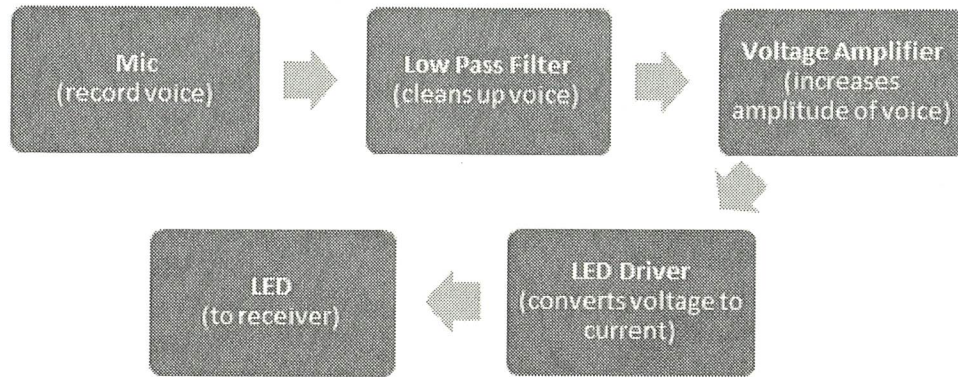 Mic
(record voice)
Low Pass Filter
(cleans up voice)
Voltage Amplifier
(increases
amplitude of voice)
LED Driver
(converts voltage to
current)
LED
(to receiver)